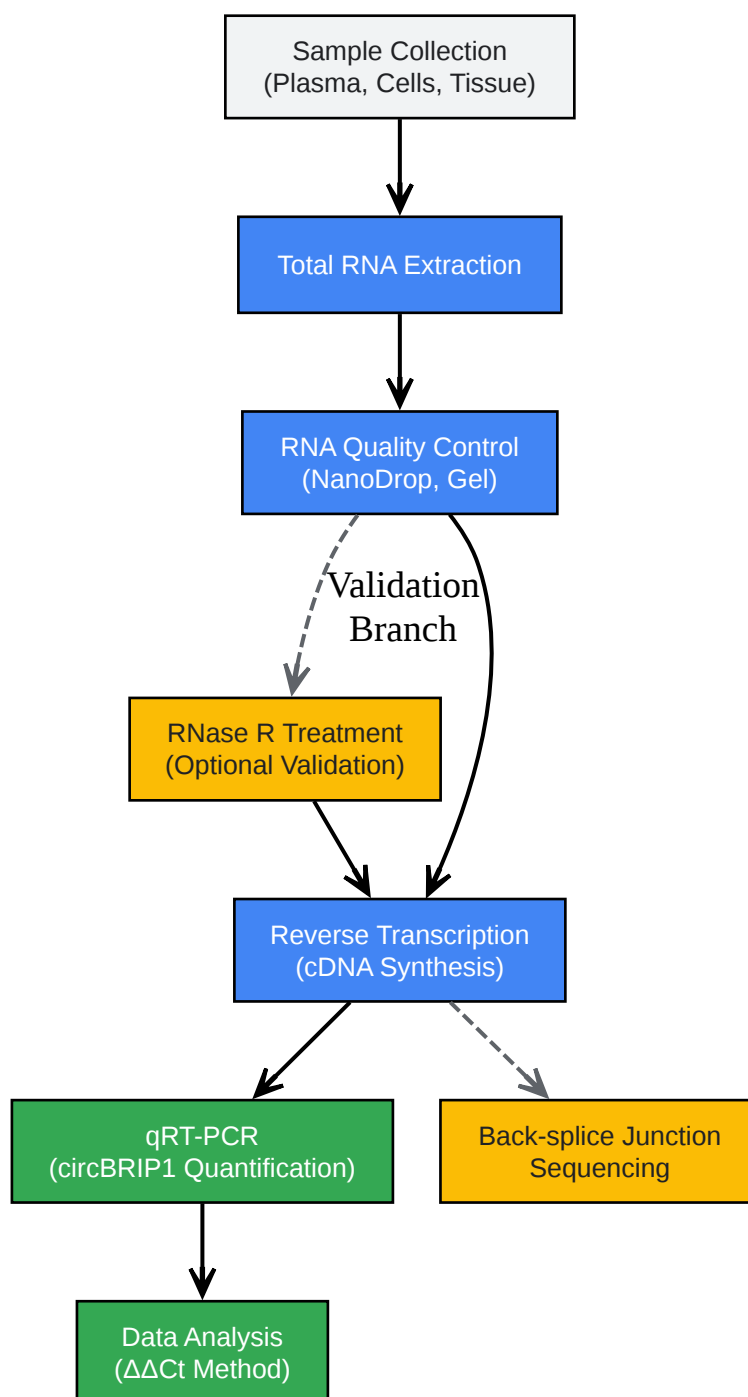 Sample Collection
(Plasma, Cells, Tissue)
Total RNA Extraction
RNA Quality Control
(NanoDrop, Gel)
Validation
Branch
RNase R Treatment
(Optional Validation)
Reverse Transcription
(cDNA Synthesis)
qRT-PCR
(circBRIP1 Quantification)
Back-splice Junction
Sequencing
Data Analysis
(ΔΔCt Method)